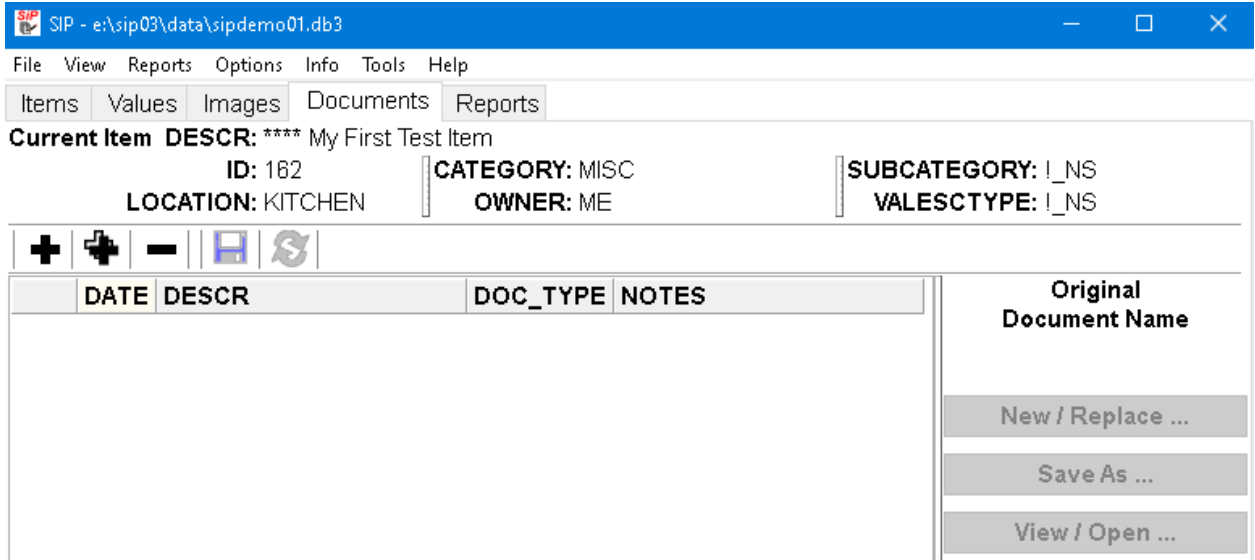 SIP SIP - e:\sip03\data\sipdemo01.db3
File View Reports Options Info Tools Help
Items Values Images Documents Reports
Current Item DESCR: **** My First Test Item
ID: 162 CATEGORY: MISC SUBCATEGORY: !_NS
LOCATION: KITCHEN OWNER: ME VALESCTYPE: !_NS
DATE DESCR DOC_TYPE NOTES
Original
Document Name
New / Replace ...
Save As ...
View / Open ...